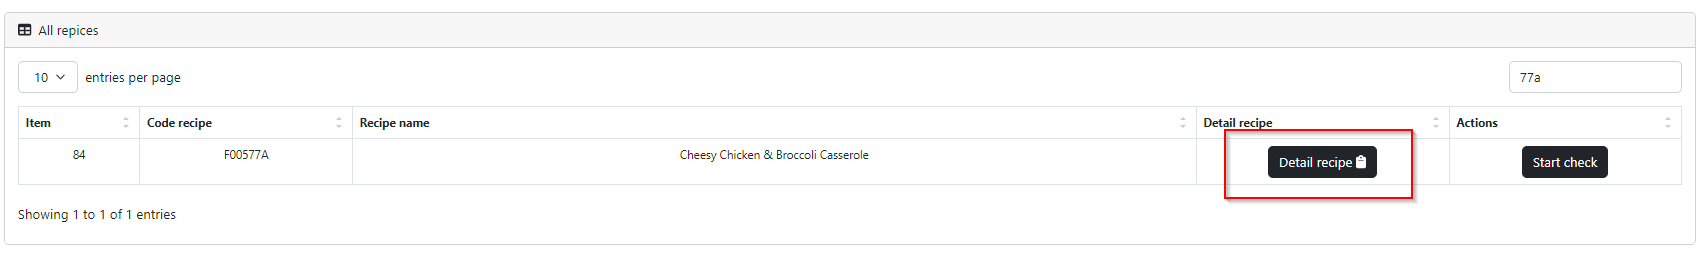 All repices
10 entries per page
77a
Item Code recipe Recipe name Detail recipe Actions
84 F00577A Cheesy Chicken & Broccoli Casserole Detail recipe Start check
Showing 1 to 1 of 1 entries